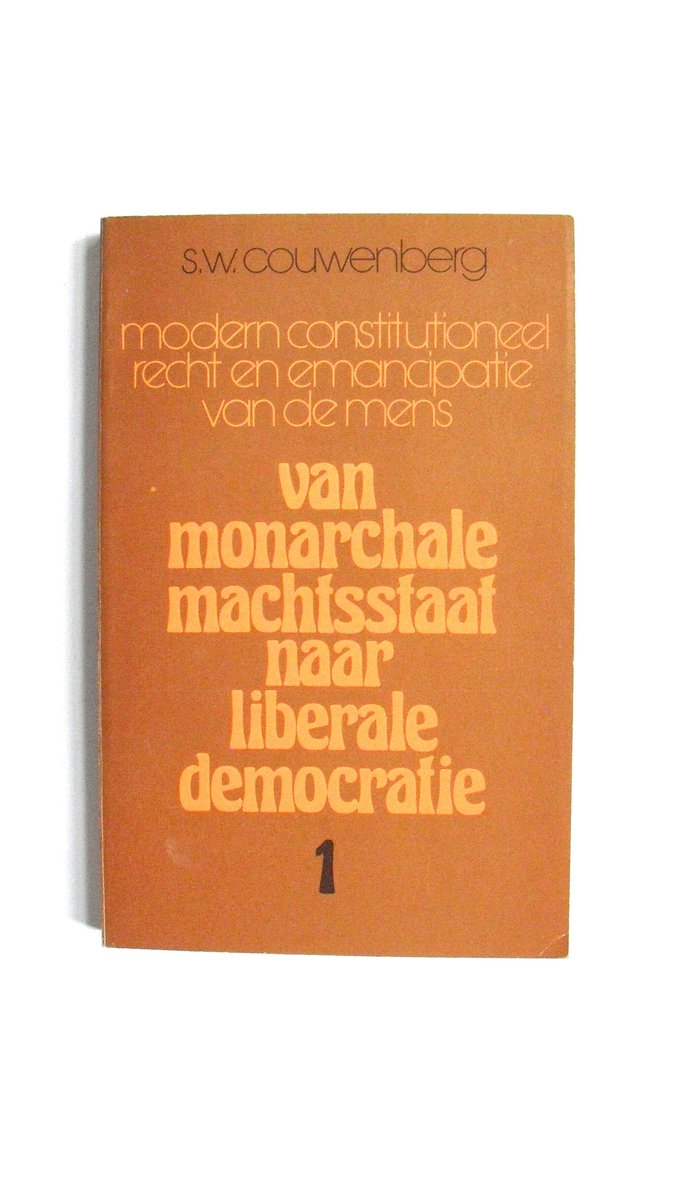 s.w. couwenberg
modern constitutioneel
recht en emancipatie
van de mens
van
monarchale
machtsstaat
naar
liberale
democratie
1